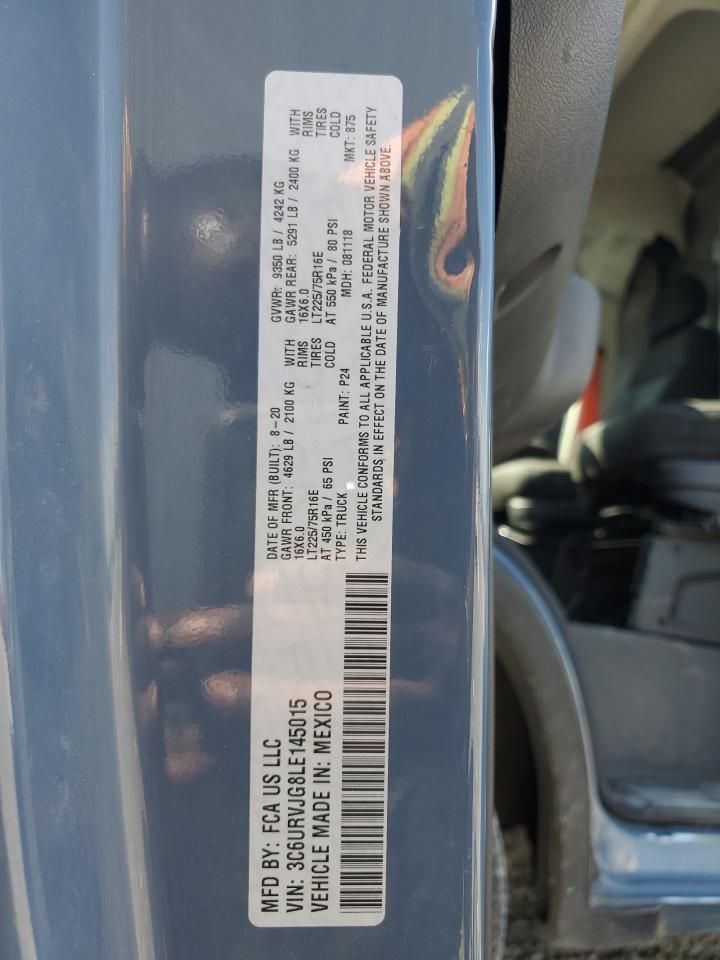 MFD BY: FCA US LLC
VIN: 3C6URVJG8LE145015
VEHICLE MADE IN: MEXICO
DATE OF MFR (BUILT): 8-20 GVWR: 9350 LB / 4242 KG
GAWR FRONT: 4629 LB / 2100 KG WITH GAWR REAR: 5291 LB / 2400 KG WITH
16X6.0 RIMS 16X6.0 RIMS
LT225/75R16E TIRES LT225/75R16E TIRES
AT 450 kPa / 65 PSI COLD AT 550 kPa / 80 PSI COLD
TYPE: TRUCK PAINT: P24 MDH: 081118 MKT: 875
THIS VEHICLE CONFORMS TO ALL APPLICABLE U.S.A. FEDERAL MOTOR VEHICLE SAFETY
STANDARDS IN EFFECT ON THE DATE OF MANUFACTURE SHOWN ABOVE.